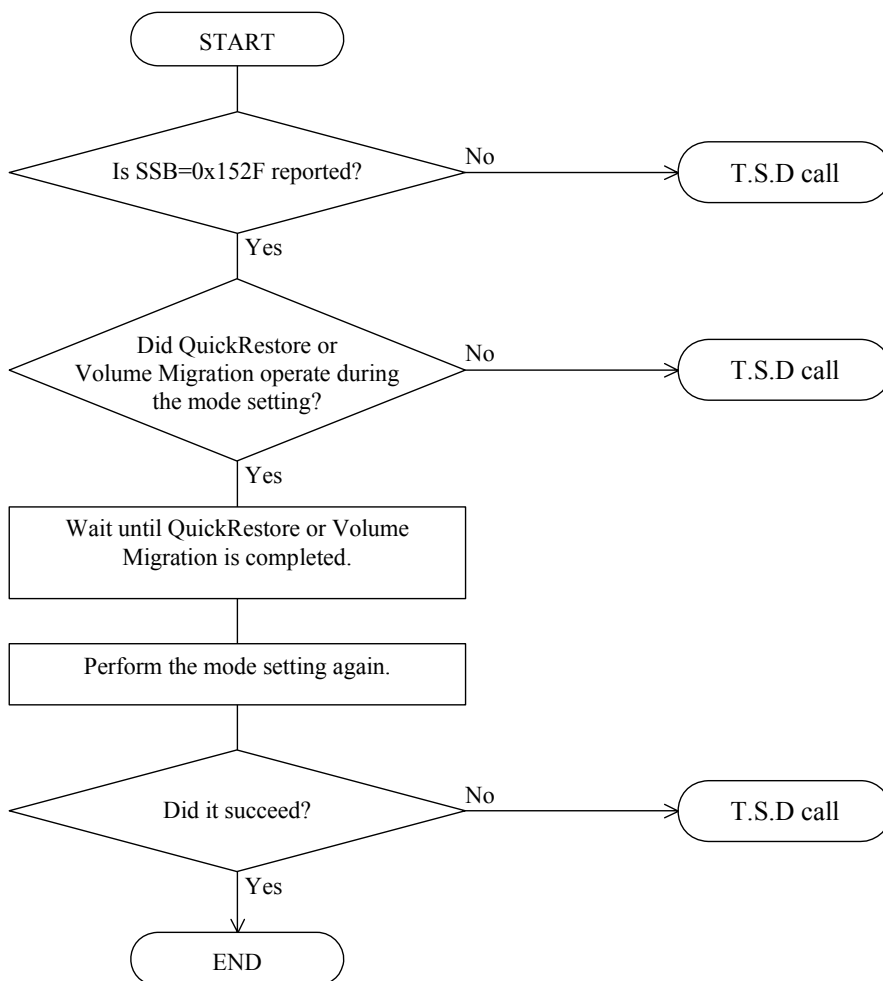 START
Is SSB=0x152F reported?
No
T.S.D call
Yes
Did QuickRestore or
Volume Migration operate during
the mode setting?
No
T.S.D call
Yes
Wait until QuickRestore or Volume
Migration is completed.
Perform the mode setting again.
Did it succeed?
No
T.S.D call
Yes
END